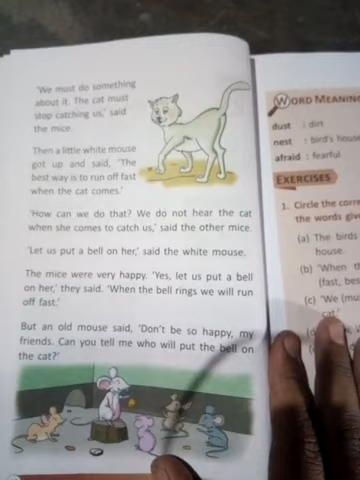 'We must do something
about it. The cat must
stop catching us,' said
the mice.
Then a little white mouse
got up and said, 'The
best way is to run off fast
when the cat comes.'
'How can we do that? We do not hear the cat
when she comes to catch us,' said the other mice.
'Let us put a bell on her,' said the white mouse.
The mice were very happy. 'Yes, let us put a bell
on her,' they said. 'When the bell rings we will run
off fast.'
But an old mouse said, 'Don't be so happy, my
friends. Can you tell me who will put the bell on
the cat?'
WORD MEANING
dust : dirt
nest : bird's house
afraid : fearful
EXERCISES
1. Circle the
the words
(a) The birds
house.
(b) 'When
(fast,
(c) 'We
cat.'